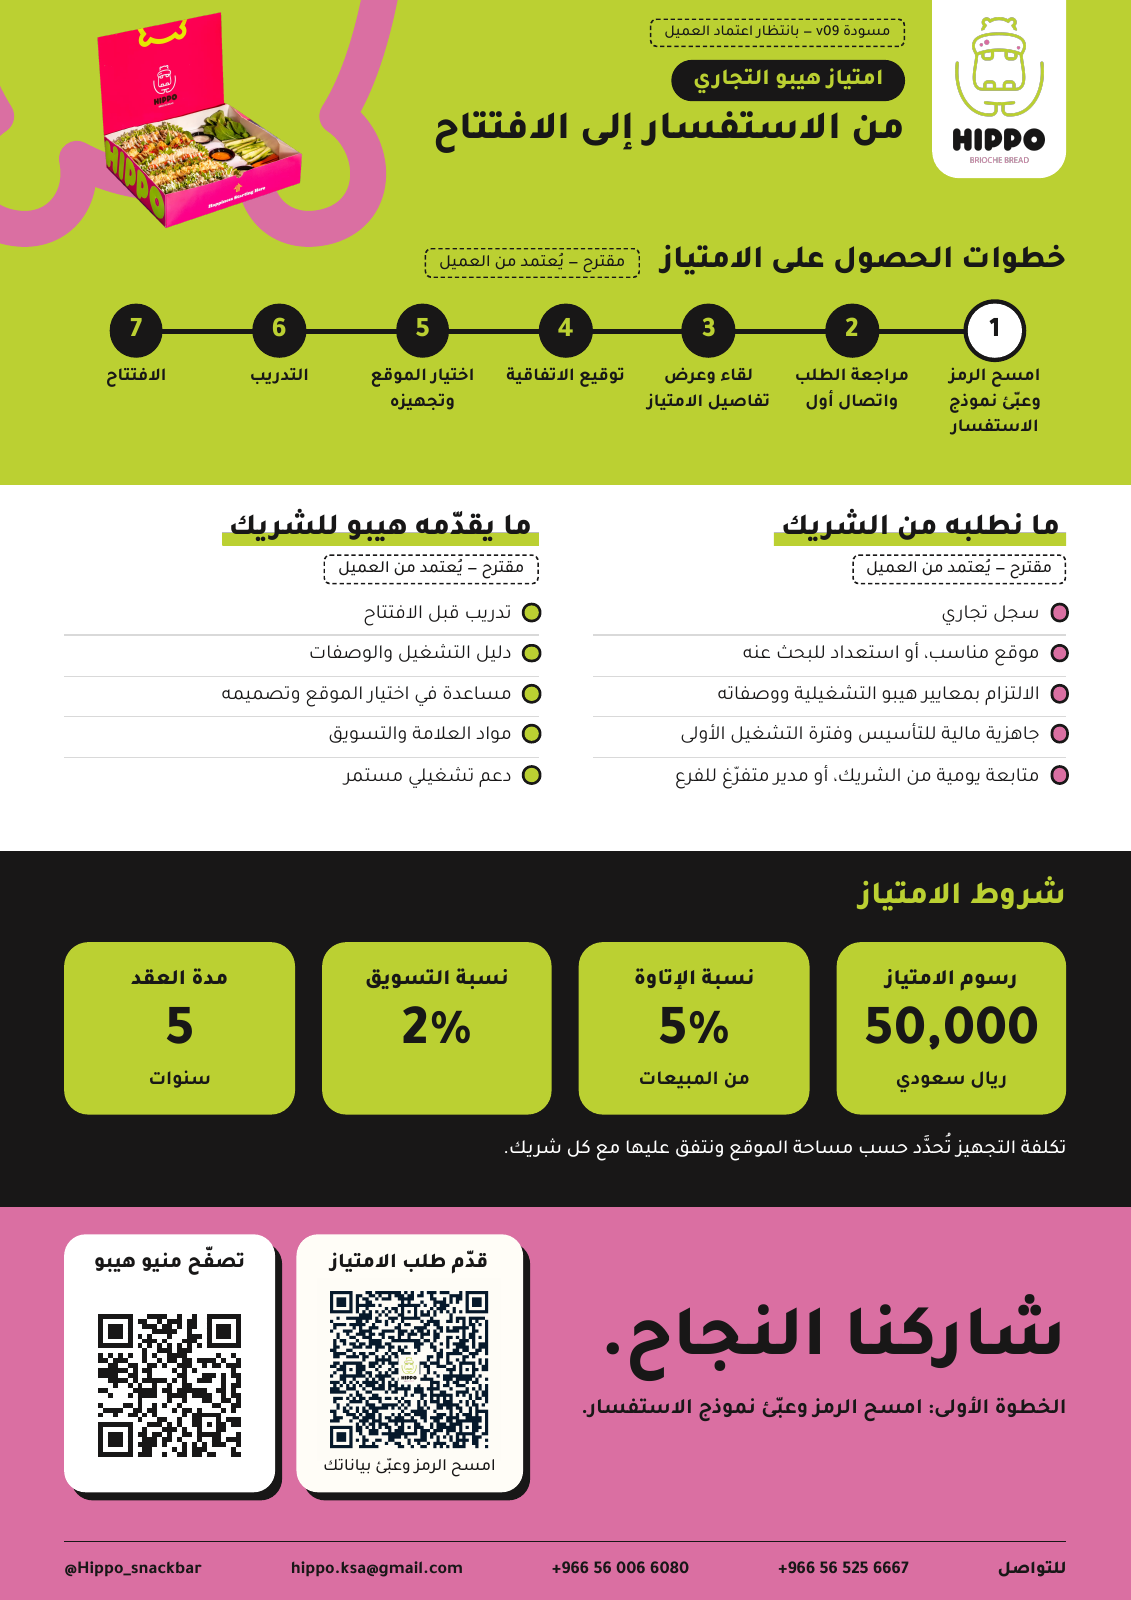 مسودة v09 – بانتظار اعتماد العميل
امتياز هيبو التجاري
من الاستفسار إلى الافتتاح
HIPPO
BRIOCHE BREAD
HIPPO
HIPPO
Happiness Starting Here
خطوات الحصول على الامتياز
مقترح – يُعتمد من العميل
1
امسح الرمز
وعبّئ نموذج
الاستفسار
2
مراجعة الطلب
واتصال أول
3
لقاء وعرض
تفاصيل الامتياز
4
توقيع الاتفاقية
5
اختيار الموقع
وتجهيزه
6
التدريب
7
الافتتاح
ما نطلبه من الشريك
مقترح – يُعتمد من العميل
سجل تجاري
موقع مناسب، أو استعداد للبحث عنه
الالتزام بمعايير هيبو التشغيلية ووصفاته
جاهزية مالية للتأسيس وفترة التشغيل الأولى
متابعة يومية من الشريك، أو مدير متفرّغ للفرع
ما يقدّمه هيبو للشريك
مقترح – يُعتمد من العميل
تدريب قبل الافتتاح
دليل التشغيل والوصفات
مساعدة في اختيار الموقع وتصميمه
مواد العلامة والتسويق
دعم تشغيلي مستمر
شروط الامتياز
رسوم الامتياز
50,000
ريال سعودي
نسبة الإتاوة
5%
من المبيعات
نسبة التسويق
2%
مدة العقد
5
سنوات
تكلفة التجهيز تُحدَّد حسب مساحة الموقع ونتفق عليها مع كل شريك.
شاركنا النجاح.
الخطوة الأولى: امسح الرمز وعبّئ نموذج الاستفسار.
قدّم طلب الامتياز
HIPPO
امسح الرمز وعبّئ بياناتك
تصفّح منيو هيبو
للتواصل
+966 56 525 6667
+966 56 006 6080
hippo.ksa@gmail.com
@Hippo_snackbar